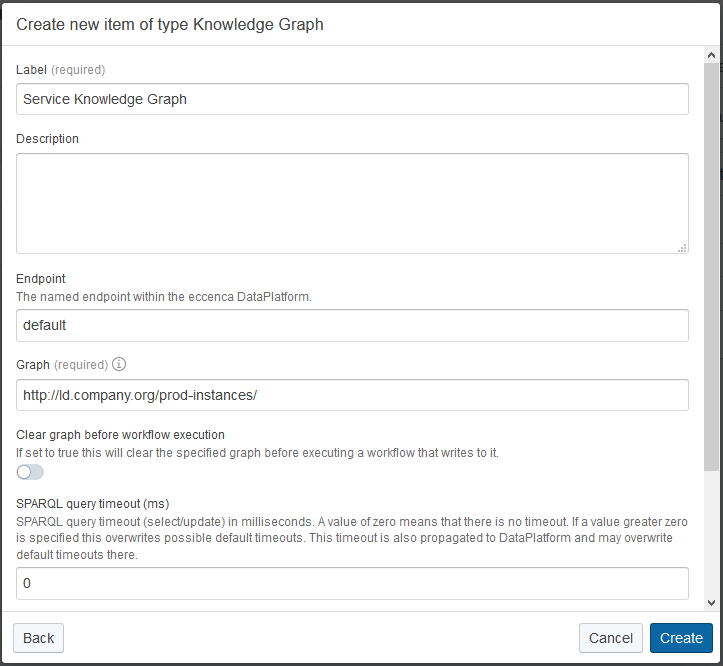 Create new item of type Knowledge Graph
Label (required)
Service Knowledge Graph
Description
Endpoint
The named endpoint within the eccenca DataPlatform.
default
Graph (required)
http://ld.company.org/prod-instances/
Clear graph before workflow execution
If set to true this will clear the specified graph before executing a workflow that writes to it.
SPARQL query timeout (ms)
SPARQL query timeout (select/update) in milliseconds. A value of zero means that there is no timeout. If a value greater zero
is specified this overwrites possible default timeouts. This timeout is also propagated to DataPlatform and may overwrite
default timeouts there.
0
Back
Cancel
Create